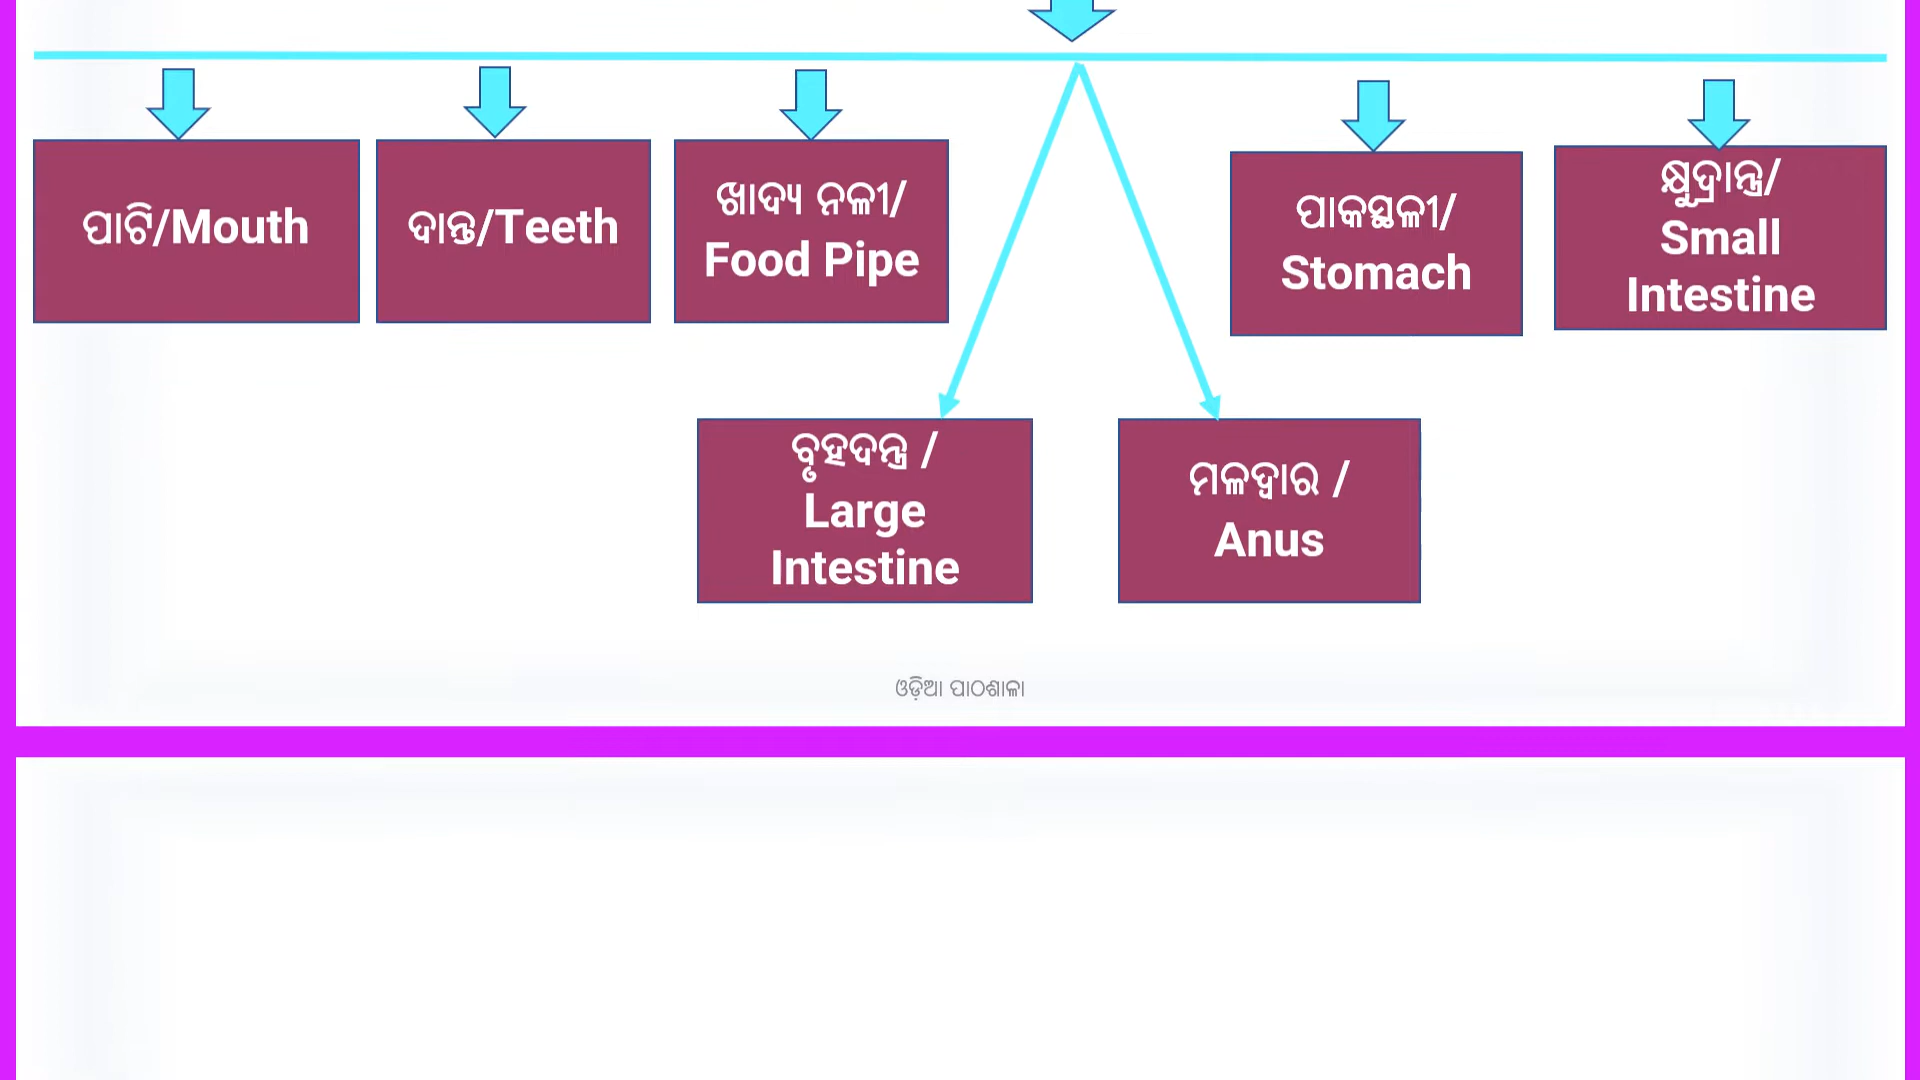 ପାଟି/Mouth
ଦାନ୍ତ/Teeth
ଖାଦ୍ୟ ନଳୀ/
Food Pipe
ପାକସ୍ଥଳୀ/
Stomach
କ୍ଷୁଦ୍ରାନ୍ତ୍ର/
Small
Intestine
ବୃହଦନ୍ତ୍ର /
Large
Intestine
ମଳଦ୍ୱାର /
Anus
ଓଡ଼ିଆ ପାଠଶାଳା